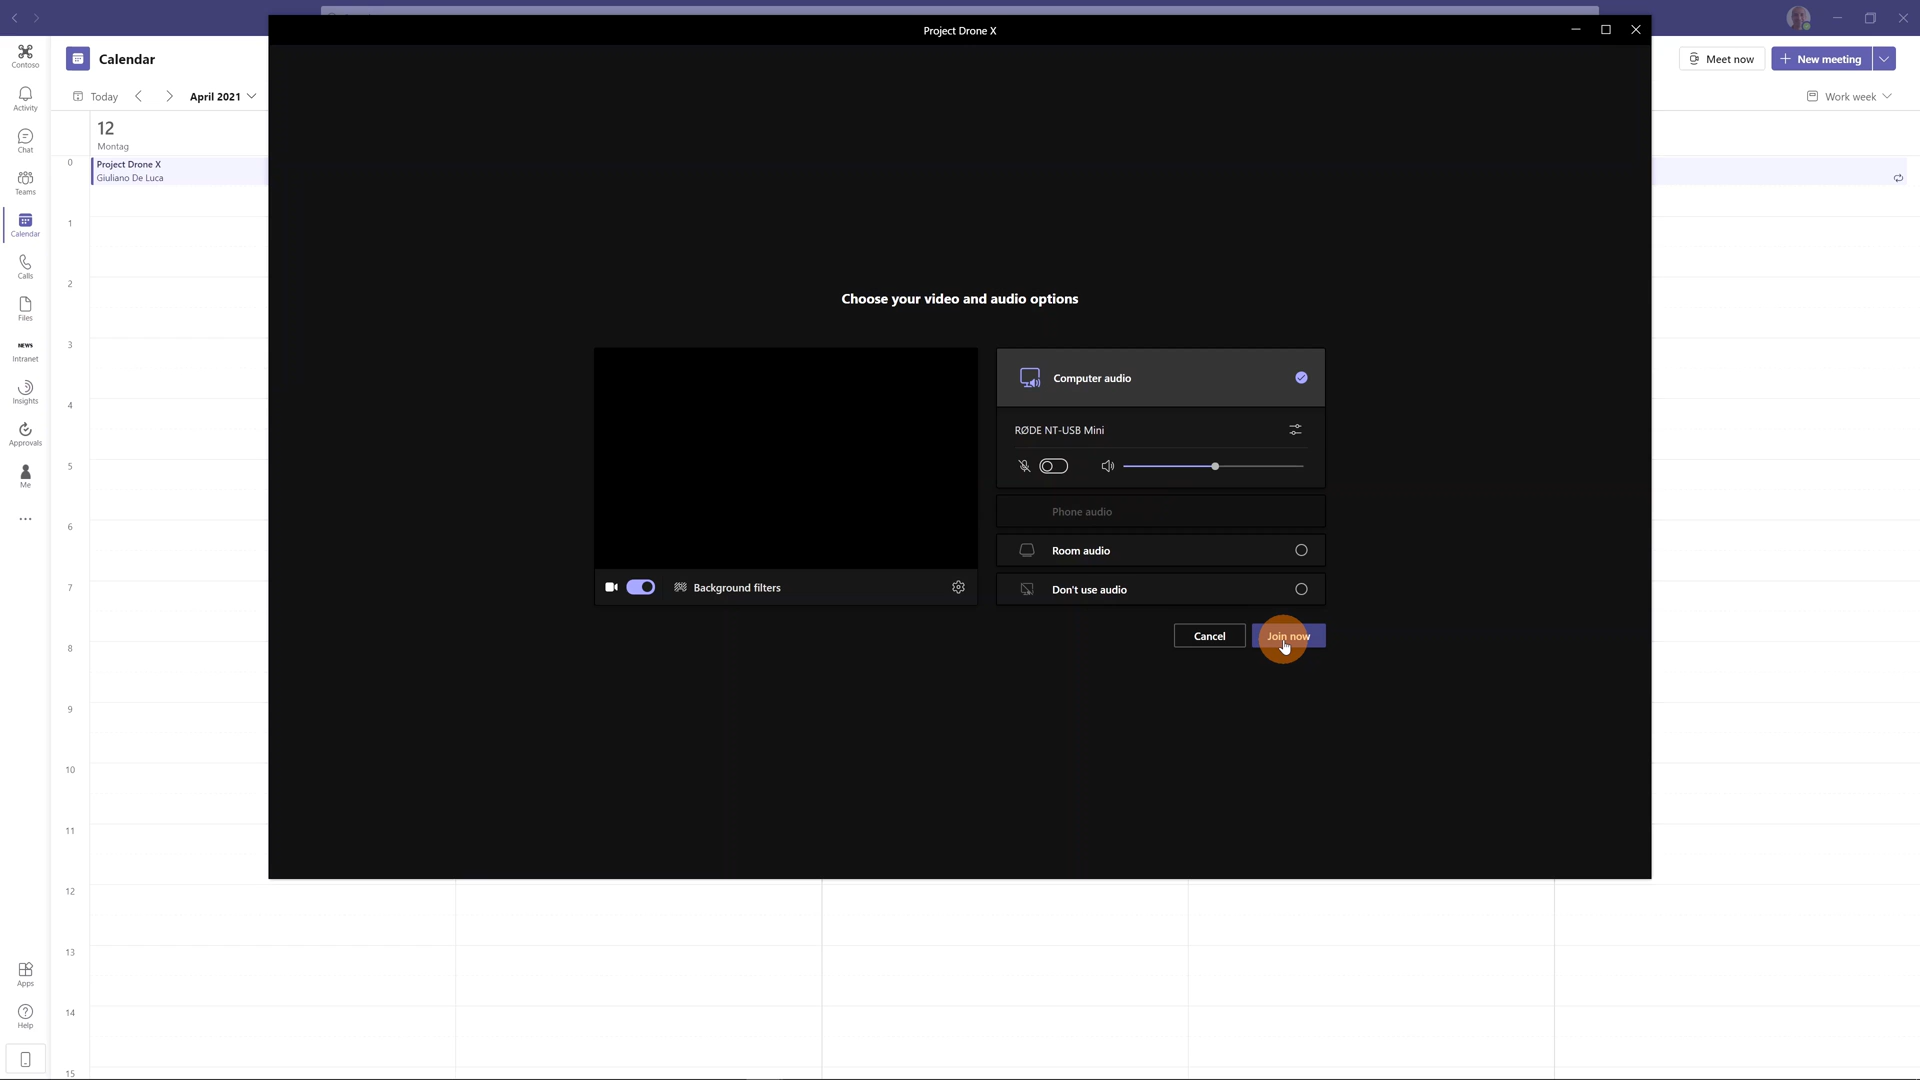 Project Drone X
Contoso
Activity
Chat
Teams
Calendar
Calls
Files
NEWS
Intranet
Insights
Approvals
Me
Apps
Help
Calendar
Meet now
New meeting
Today
April 2021
Work week
12
Montag
Project Drone X
Giuliano De Luca
0
1
2
3
4
5
6
7
8
9
10
11
12
13
14
15
Choose your video and audio options
Computer audio
RØDE NT-USB Mini
Phone audio
Room audio
Don't use audio
Background filters
Cancel
Join now